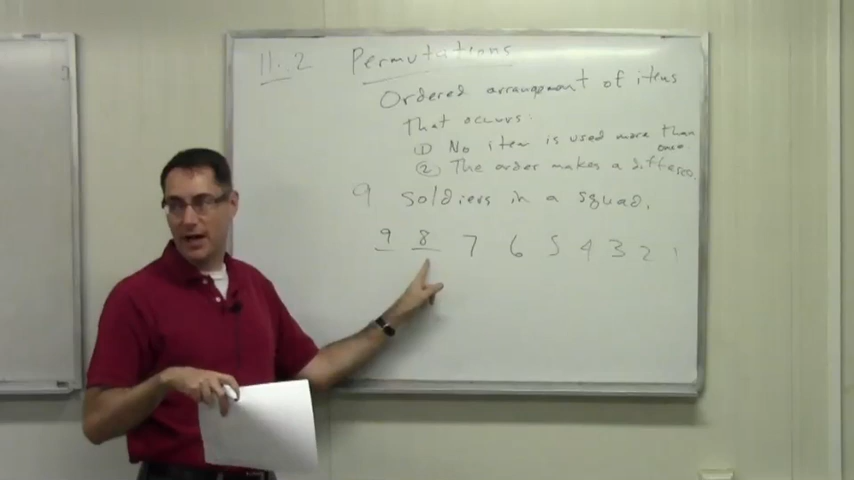 11.2 Permutations
Ordered arrangement of items
that occurs:
① No item is used more than
once.
② The order makes a difference.
9 soldiers in a squad.
9 8 7 6 5 4 3 2 1